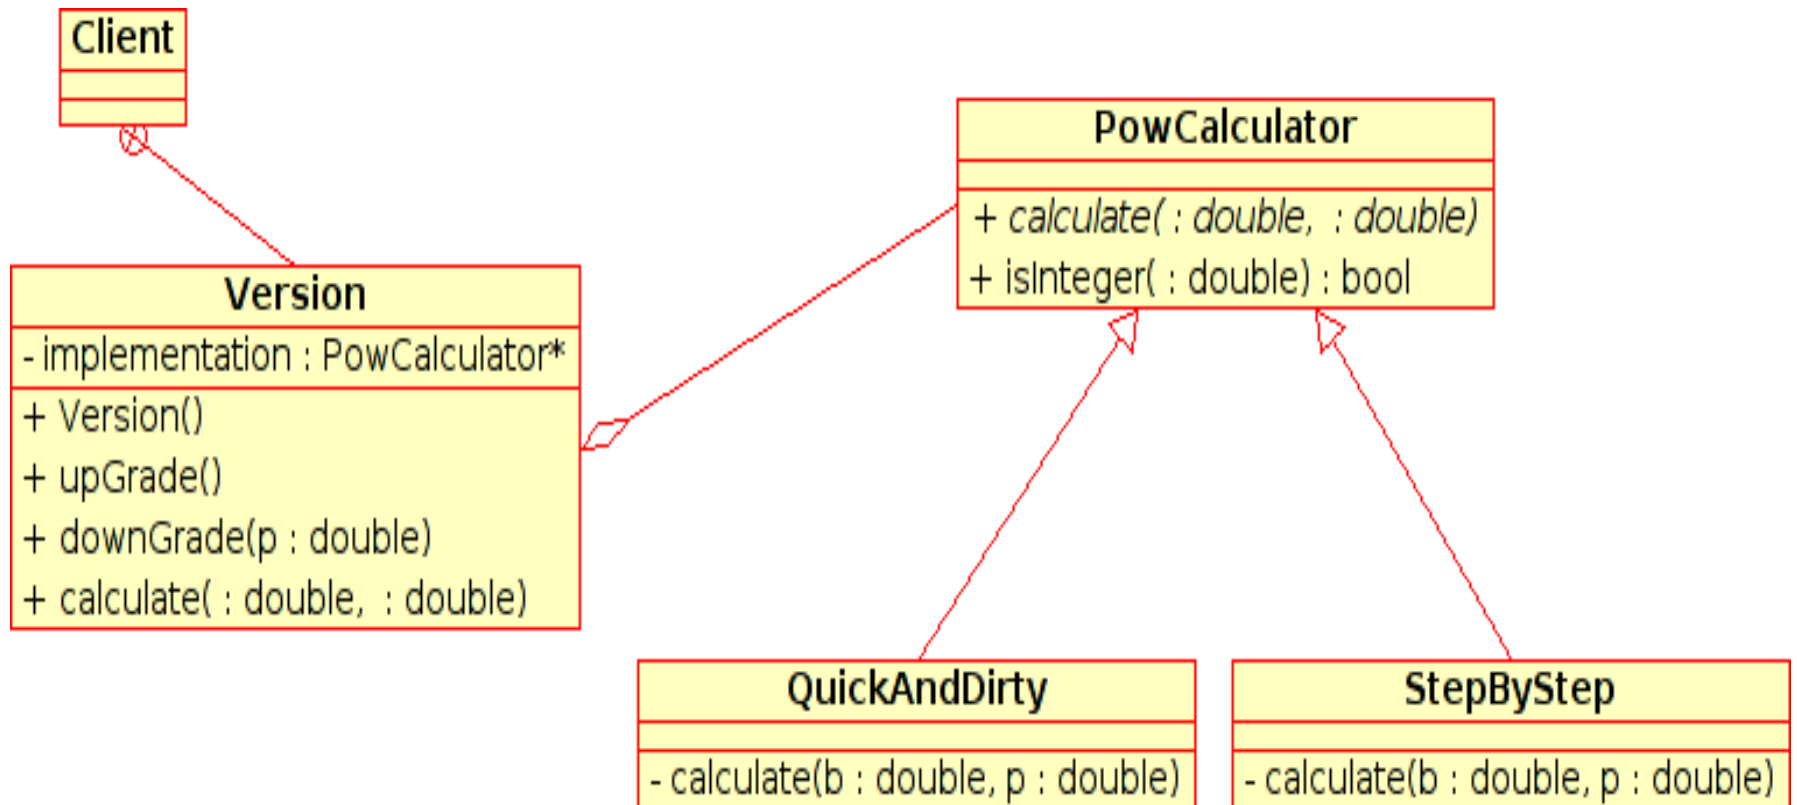 Client
Version
- implementation : PowCalculator*
+ Version()
+ upGrade()
+ downGrade(p : double)
+ calculate( : double, : double)
PowCalculator
+ calculate( : double, : double)
+ isInteger( : double) : bool
QuickAndDirty
- calculate(b : double, p : double)
StepByStep
- calculate(b : double, p : double)